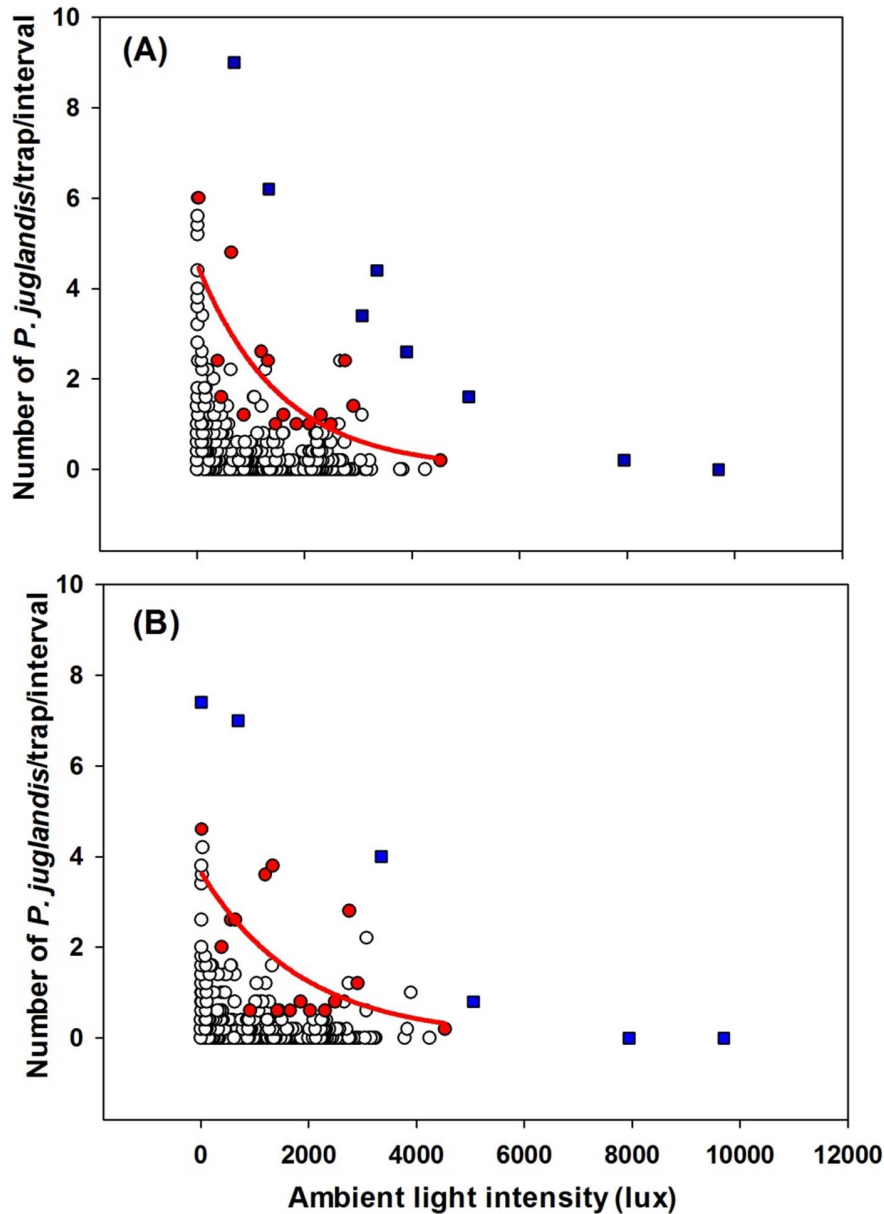 (A)
Number of P. juglandis/trap/interval
10
8
6
4
2
0
(B)
Number of P. juglandis/trap/interval
10
8
6
4
2
0
0 2000 4000 6000 8000 10000 12000
Ambient light intensity (lux)